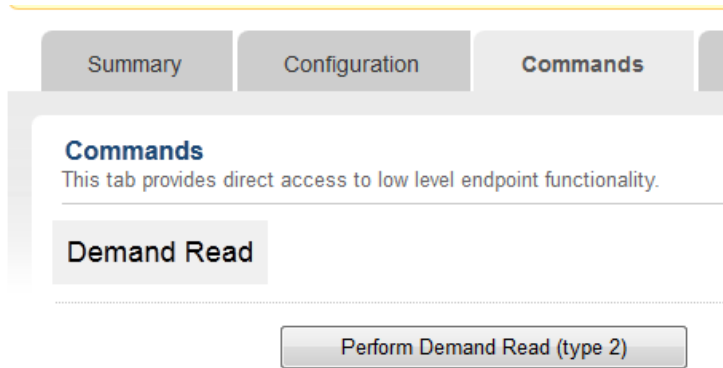 Summary Configuration Commands
Commands
This tab provides direct access to low level endpoint functionality.
Demand Read
Perform Demand Read (type 2)